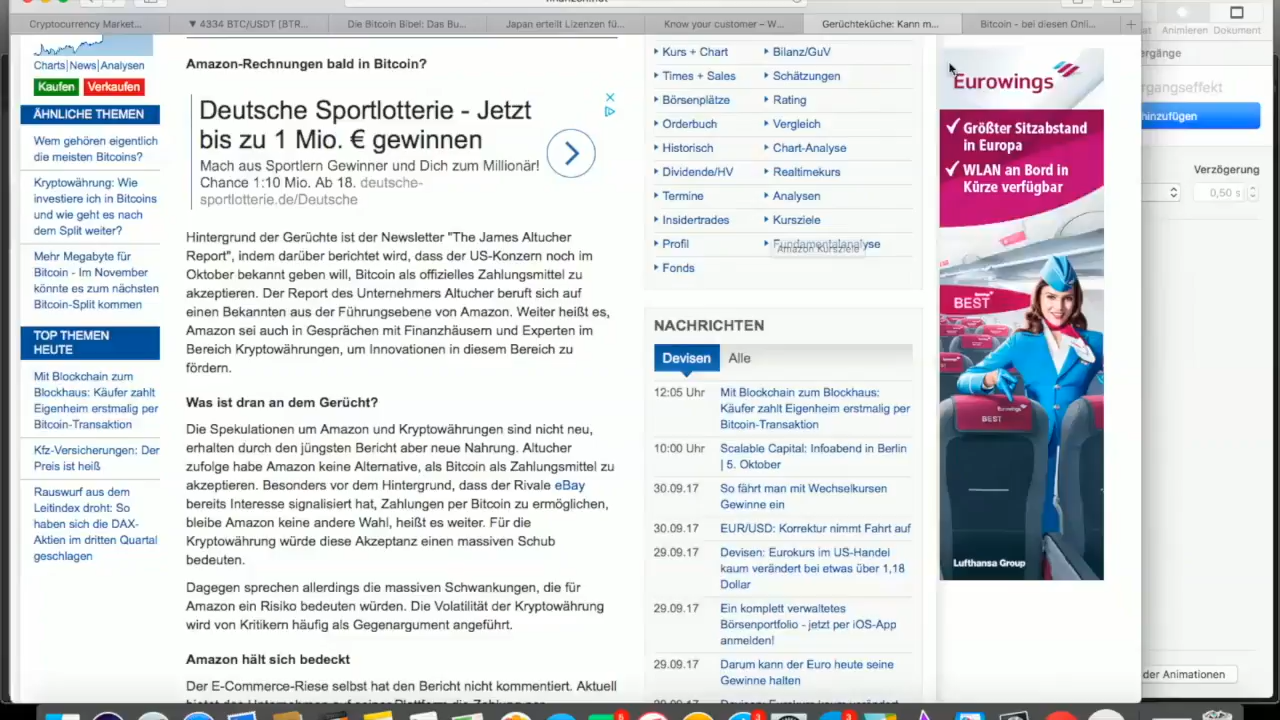 Cryptocurrency Market...
▼ 4334 BTC/USDT (BTR...
Die Bitcoin Bibel: Das Bu...
Japan erteilt Lizenzen fü...
Know your customer – W...
Gerüchteküche: Kann m...
Bitcoin - bei diesen Onli...
Animieren
Dokument
Charts|News|Analysen
Kaufen
Verkaufen
ÄHNLICHE THEMEN
Wem gehören eigentlich
die meisten Bitcoins?
Kryptowährung: Wie
investiere ich in Bitcoins
und wie geht es nach
dem Split weiter?
Mehr Megabyte für
Bitcoin - Im November
könnte es zum nächsten
Bitcoin-Split kommen
TOP THEMEN
HEUTE
Mit Blockchain zum
Blockhaus: Käufer zahlt
Eigenheim erstmalig per
Bitcoin-Transaktion
Kfz-Versicherungen: Der
Preis ist heiß
Rauswurf aus dem
Leitindex droht: So
haben sich die DAX-
Aktien im dritten Quartal
geschlagen
Amazon-Rechnungen bald in Bitcoin?
Deutsche Sportlotterie - Jetzt
bis zu 1 Mio. € gewinnen
Mach aus Sportlern Gewinner und Dich zum Millionär!
Chance 1:10 Mio. Ab 18. deutsche-
sportlotterie.de/Deutsche
Hintergrund der Gerüchte ist der Newsletter "The James Altucher
Report", indem darüber berichtet wird, dass der US-Konzern noch im
Oktober bekannt geben will, Bitcoin als offizielles Zahlungsmittel zu
akzeptieren. Der Report des Unternehmers Altucher beruft sich auf
einen Bekannten aus der Führungsebene von Amazon. Weiter heißt es,
Amazon sei auch in Gesprächen mit Finanzhäusern und Experten im
Bereich Kryptowährungen, um Innovationen in diesem Bereich zu
fördern.
Was ist dran an dem Gerücht?
Die Spekulationen um Amazon und Kryptowährungen sind nicht neu,
erhalten durch den jüngsten Bericht aber neue Nahrung. Altucher
zufolge habe Amazon keine Alternative, als Bitcoin als Zahlungsmittel zu
akzeptieren. Besonders vor dem Hintergrund, dass der Rivale eBay
bereits Interesse signalisiert hat, Zahlungen per Bitcoin zu ermöglichen,
bleibe Amazon keine andere Wahl, heißt es weiter. Für die
Kryptowährung würde diese Akzeptanz einen massiven Schub
bedeuten.
Dagegen sprechen allerdings die massiven Schwankungen, die für
Amazon ein Risiko bedeuten würden. Die Volatilität der Kryptowährung
wird von Kritikern häufig als Gegenargument angeführt.
Amazon hält sich bedeckt
Der E-Commerce-Riese selbst hat den Bericht nicht kommentiert. Aktuell
Kurs + Chart
Bilanz/GuV
Times + Sales
Schätzungen
Börsenplätze
Rating
Orderbuch
Vergleich
Historisch
Chart-Analyse
Dividende/HV
Realtimekurs
Termine
Analysen
Insidertrades
Kursziele
Profil
Fundamentalanalyse
Amazon Kursziele
Fonds
NACHRICHTEN
Devisen
Alle
12:05 Uhr
Mit Blockchain zum Blockhaus:
Käufer zahlt Eigenheim erstmalig per
Bitcoin-Transaktion
10:00 Uhr
Scalable Capital: Infoabend in Berlin
| 5. Oktober
30.09.17
So fährt man mit Wechselkursen
Gewinne ein
30.09.17
EUR/USD: Korrektur nimmt Fahrt auf
29.09.17
Devisen: Eurokurs im US-Handel
kaum verändert bei etwas über 1,18
Dollar
29.09.17
Ein komplett verwaltetes
Börsenportfolio - jetzt per iOS-App
anmelden!
29.09.17
Darum kann der Euro heute seine
Gewinne halten
Eurowings
Größter Sitzabstand
in Europa
WLAN an Bord in
Kürze verfügbar
BEST
BEST
Lufthansa Group
hinzufügen
Verzögerung
0,50 s
der Animationen